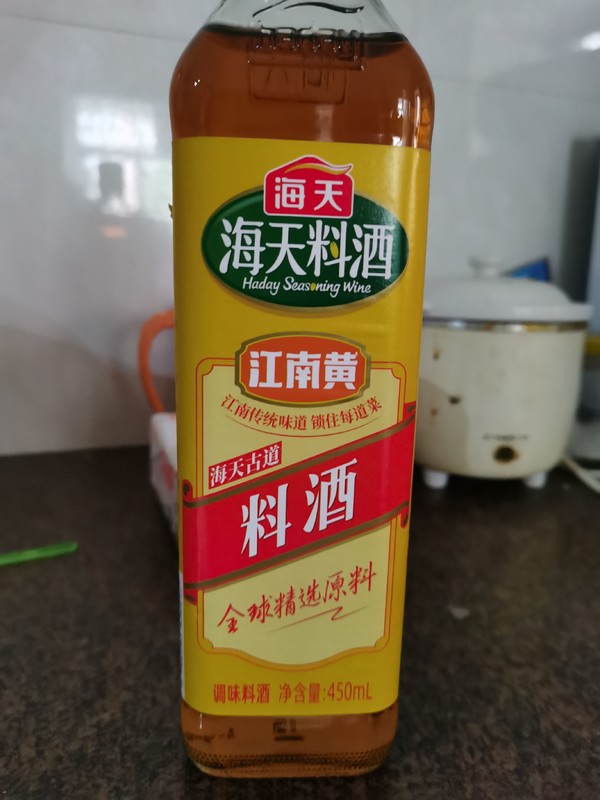 海天
海天料酒
Haday Seasoning Wine
江南黄
江南传统味道 锁住每道菜
海天古道
料酒
全球精选原料
调味料酒 净含量:450mL